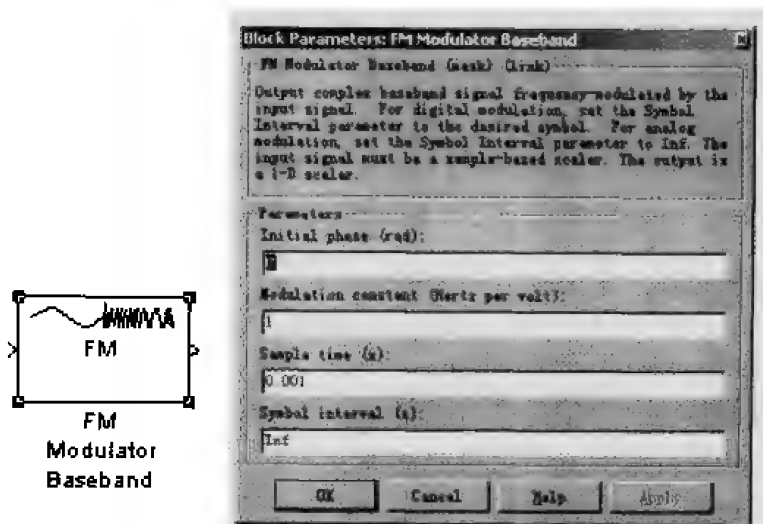 Block Parameters: FM Modulator Baseband
FM Modulator Baseband (mask) (link)
Output complex baseband signal frequency-modulated by the
input signal. For digital modulation, set the Symbol
Interval parameter to the desired symbol. For analog
modulation, set the Symbol Interval parameter to Inf. The
input signal must be a sample-based scalar. The output is
a 1-D scalar.
Parameters
Initial phase (rad):
Modulation constant (Hertz per volt):
1
Sample time (s):
0.001
Symbol interval (s):
Inf
OK Cancel Help Apply
FM
FM
Modulator
Baseband